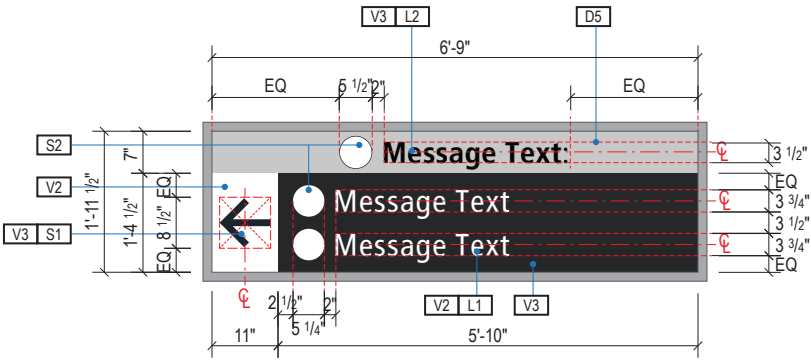 V3 L2 D5
6'-9"
EQ 5 1/2" 2" EQ
S2
7"
Message Text:
℄
3 1/2"
V2
1'-11 1/2"
EQ
EQ
Message Text
3 3/4"
V3 S1
1'-4 1/2"
8 1/2"
3 1/2"
Message Text
℄
3 3/4"
EQ
EQ
℄
2 1/2" 2"
V2 L1 V3
5 1/4"
11" 5'-10"